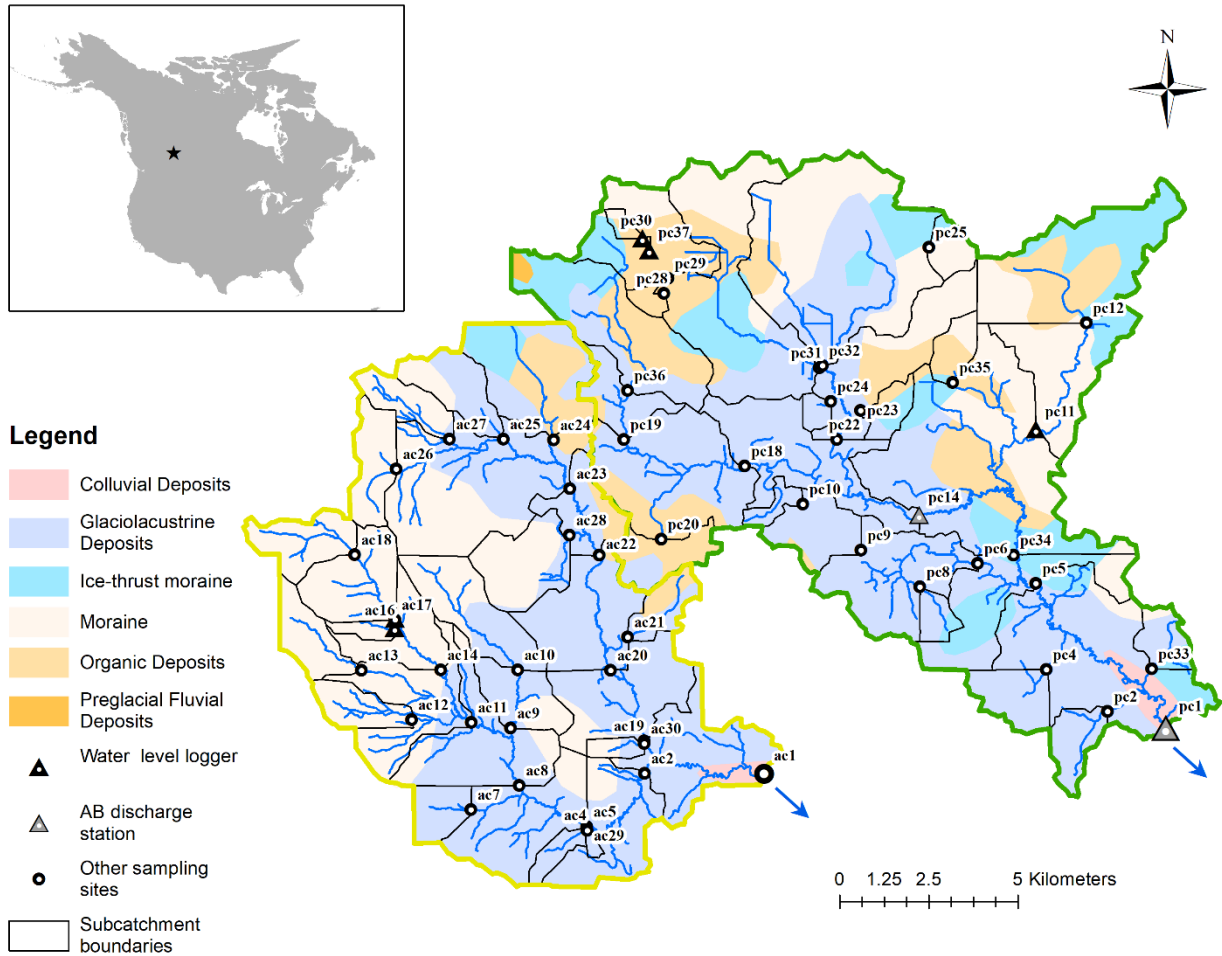 N
pc30
pc37
pc25
pc29
pc28
pc12
pc31
pc32
pc36
pc35
pc24
pc23
pc11
pc22
Legend
Colluvial Deposits
Glaciolacustrine
Deposits
Ice-thrust moraine
Moraine
Organic Deposits
Preglacial Fluvial
Deposits
Water level logger
AB discharge
station
Other sampling
sites
Subcatchment
boundaries
ac27
ac25
ac24
pc19
ac26
pc18
ac23
pc10
pc14
ac28
pc20
ac18
ac22
pc9
pc6
pc34
pc8
pc5
ac16
ac17
ac21
ac13
ac14
ac10
ac20
pc4
pc33
ac12
ac11
ac9
pc2
pc1
ac19
ac30
ac2
ac1
ac8
ac7
ac4
ac5
ac29
0 1.25 2.5 5 Kilometers